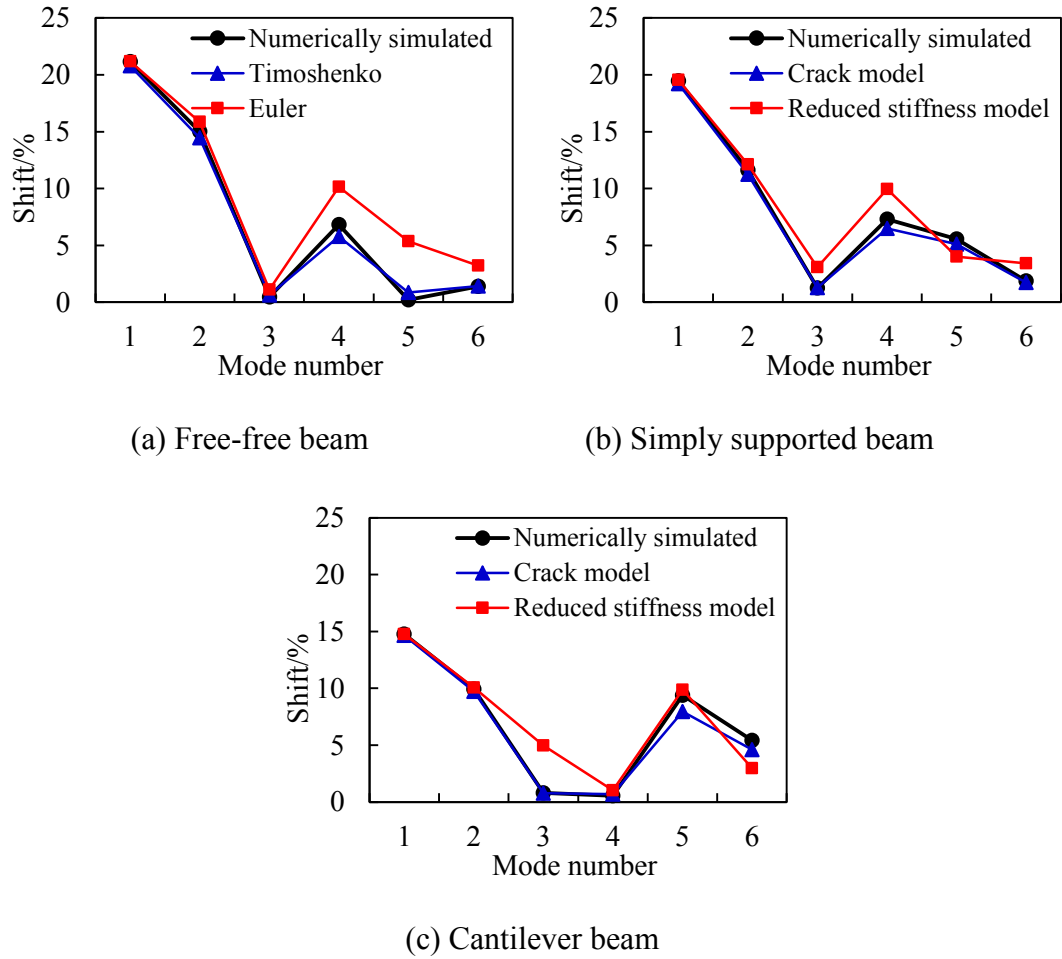 25
20
15
10
5
0
Shift/%
Numerically simulated
Timoshenko
Euler
1 2 3 4 5 6
Mode number
(a) Free-free beam
25
20
15
10
5
0
Shift/%
Numerically simulated
Crack model
Reduced stiffness model
1 2 3 4 5 6
Mode number
(b) Simply supported beam
25
20
15
10
5
0
Shift/%
Numerically simulated
Crack model
Reduced stiffness model
1 2 3 4 5 6
Mode number
(c) Cantilever beam